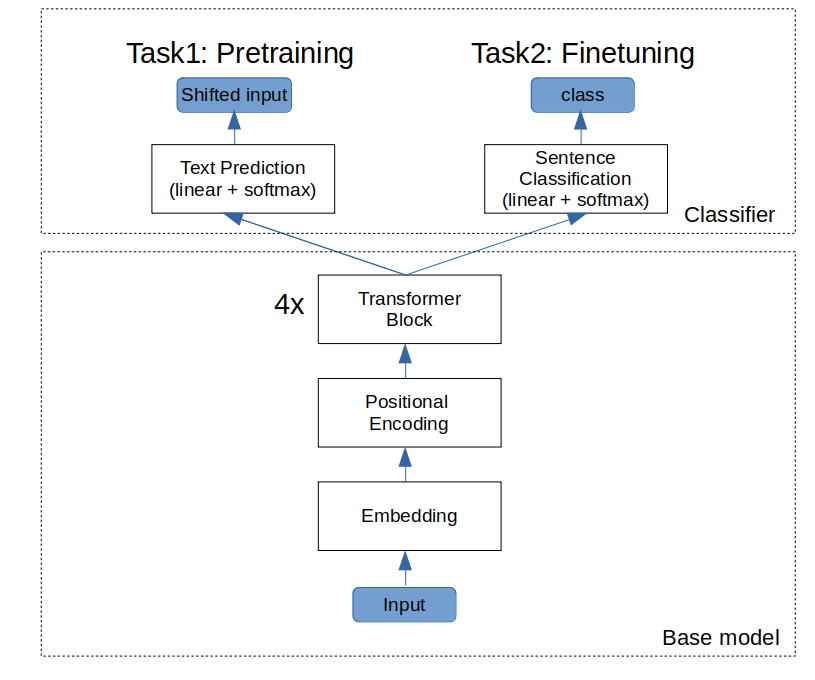 Task1: Pretraining
Task2: Finetuning
Shifted input
class
Text Prediction
(linear + softmax)
Sentence
Classification
(linear + softmax)
Classifier
4x
Transformer
Block
Positional
Encoding
Embedding
Input
Base model